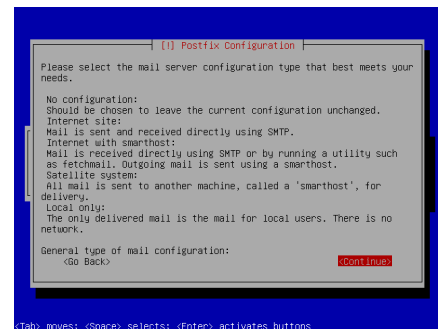 [!] Postfix Configuration
Please select the mail server configuration type that best meets your
needs.
No configuration:
Should be chosen to leave the current configuration unchanged.
Internet site:
Mail is sent and received directly using SMTP.
Internet with smarthost:
Mail is received directly using SMTP or by running a utility such
as fetchmail. Outgoing mail is sent using a smarthost.
Satellite system:
All mail is sent to another machine, called a 'smarthost', for
delivery.
Local only:
The only delivered mail is the mail for local users. There is no
network.
General type of mail configuration:
<Go Back> <Continue>
<Tab> moves; <Space> selects; <Enter> activates buttons